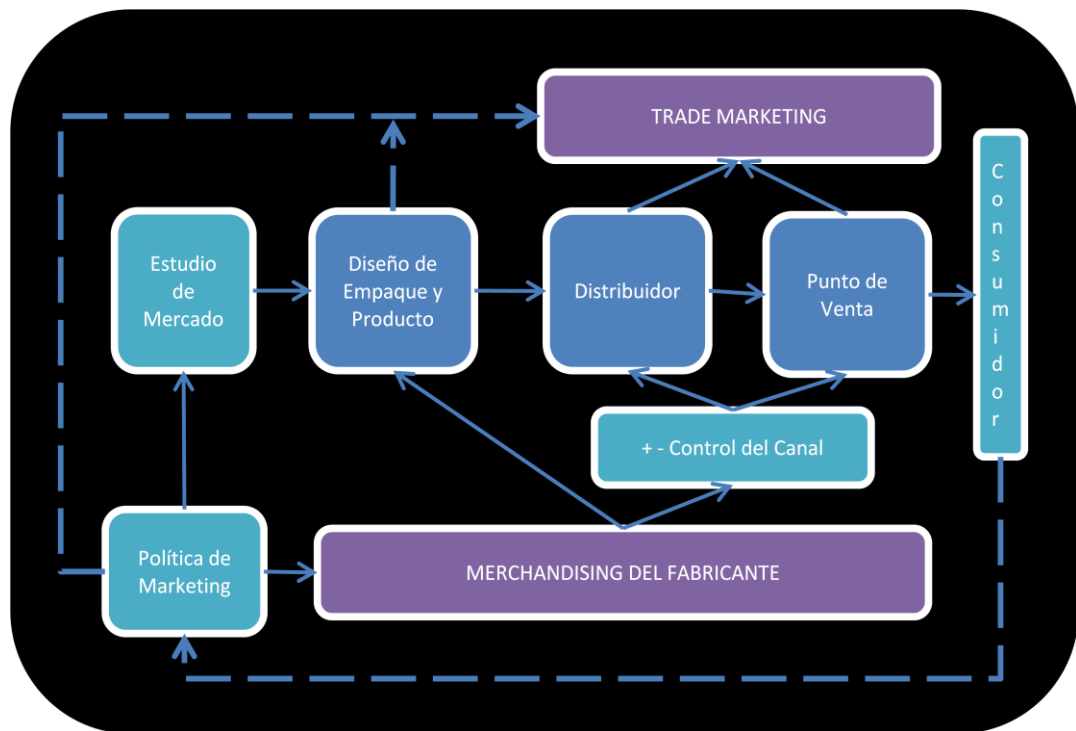 TRADE MARKETING
Consumidor
Estudio
de
Mercado
Diseño de
Empaque y
Producto
Distribuidor
Punto de
Venta
+ - Control del Canal
Política de
Marketing
MERCHANDISING DEL FABRICANTE